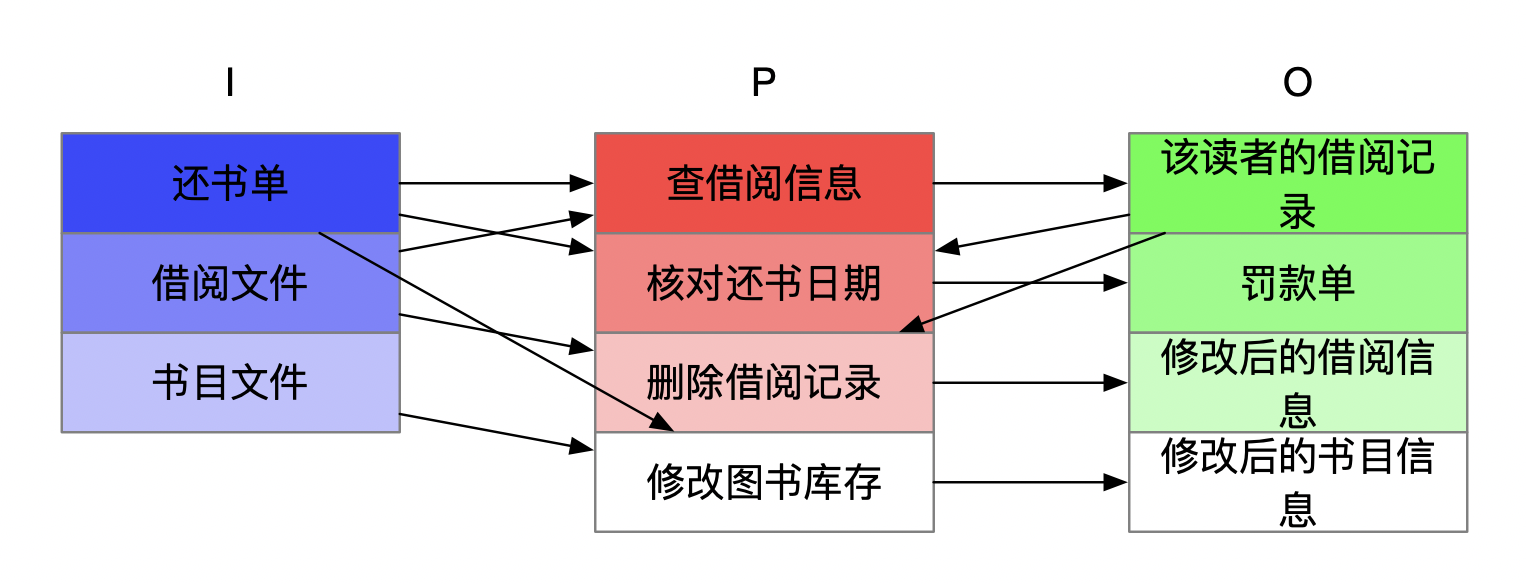 I
P
O
还书单
查借阅信息
该读者的借阅记
录
借阅文件
核对还书日期
罚款单
书目文件
删除借阅记录
修改后的借阅信
息
修改图书库存
修改后的书目信
息